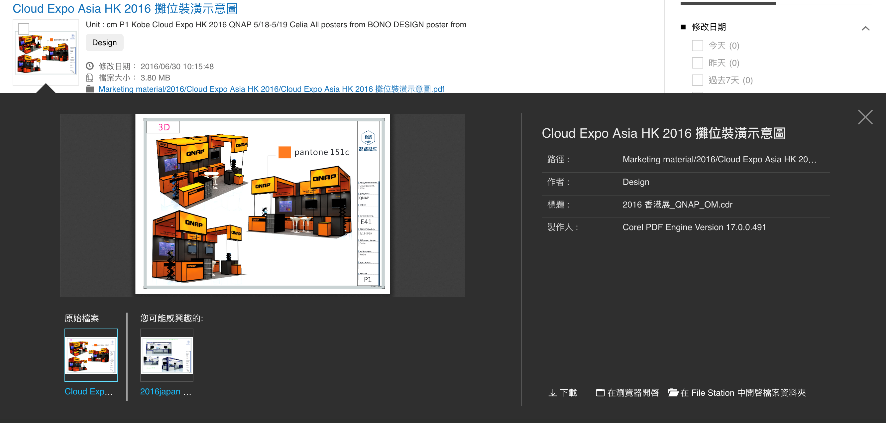 Cloud Expo Asia HK 2016 攤位裝潢示意圖
Unit : cm P1 Kobe Cloud Expo HK 2016 QNAP 5/18-5/19 Celia All posters from BONO DESIGN poster from
Design
修改日期： 2016/06/30 10:15:48
檔案大小： 3.80 MB
Marketing material/2016/Cloud Expo Asia HK 2016/Cloud Expo Asia HK 2016 攤位裝潢示意圖.pdf
修改日期
今天 (0)
昨天 (0)
過去7天 (0)
3D
pantone 151c
QNAP
QNAP
QNAP
QNAP
E41
P1
Cloud Expo Asia HK 2016 攤位裝潢示意圖
路徑： Marketing material/2016/Cloud Expo Asia HK 20...
作者： Design
標題： 2016 香港展_QNAP_OM.cdr
製作人： Corel PDF Engine Version 17.0.0.491
原始檔案
您可能感興趣的:
Cloud Exp...
2016japan ...
下載
在瀏覽器開啟
在 File Station 中開啟檔案資料夾